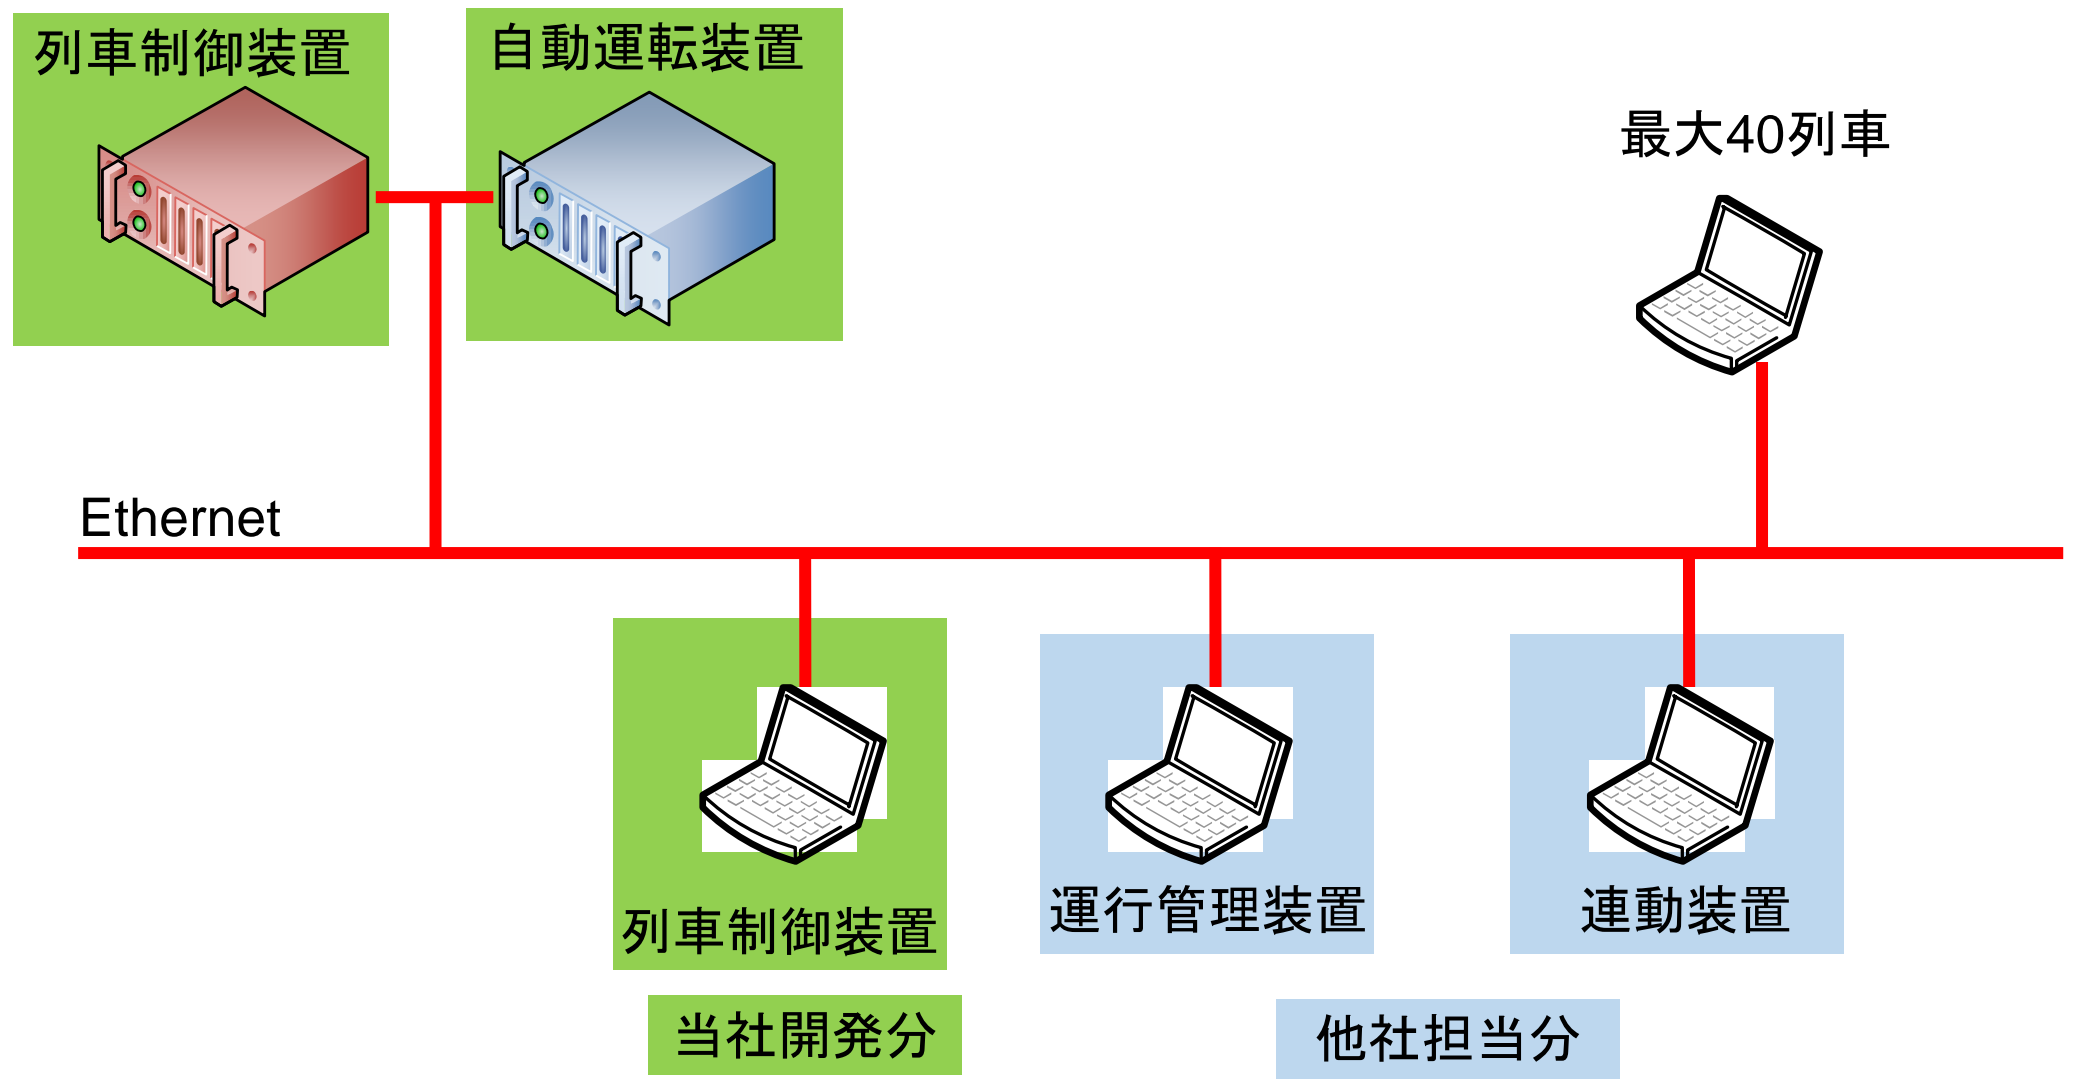 列車制御装置
自動運転装置
最大40列車
Ethernet
列車制御装置
運行管理装置
連動装置
当社開発分
他社担当分